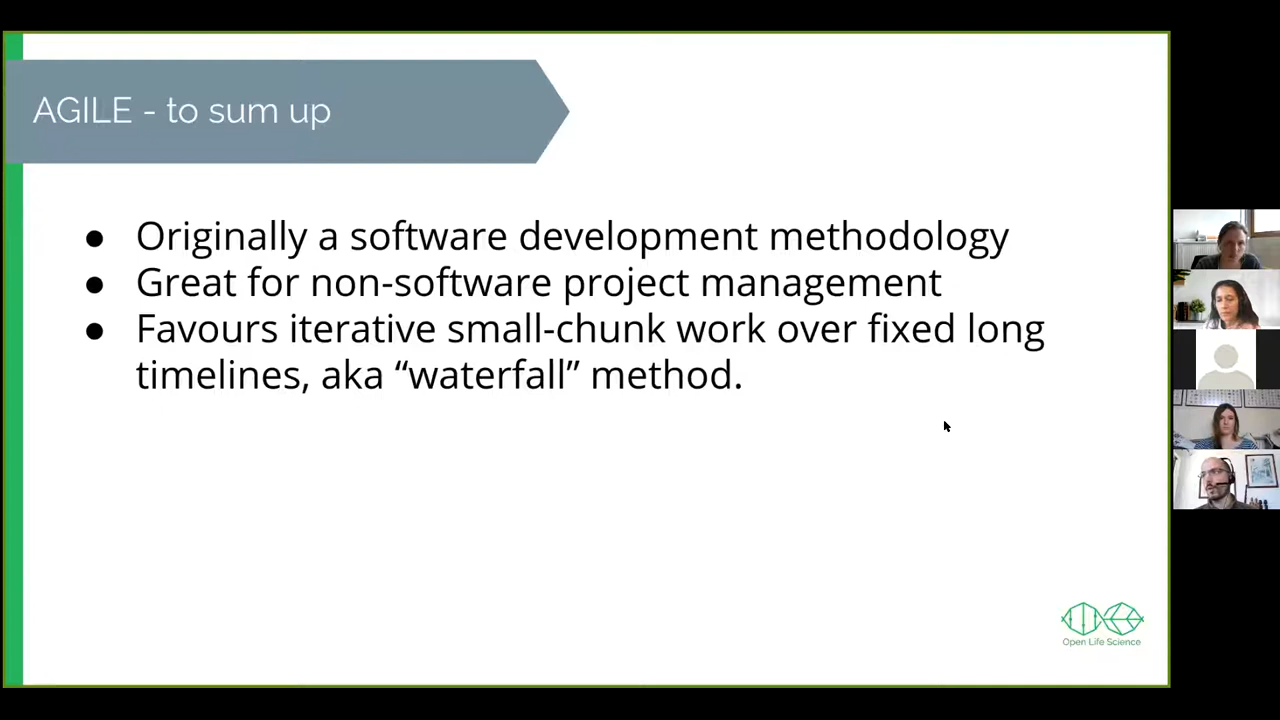 AGILE - to sum up
● Originally a software development methodology
● Great for non-software project management
● Favours iterative small-chunk work over fixed long
timelines, aka “waterfall” method.
Open Life Science